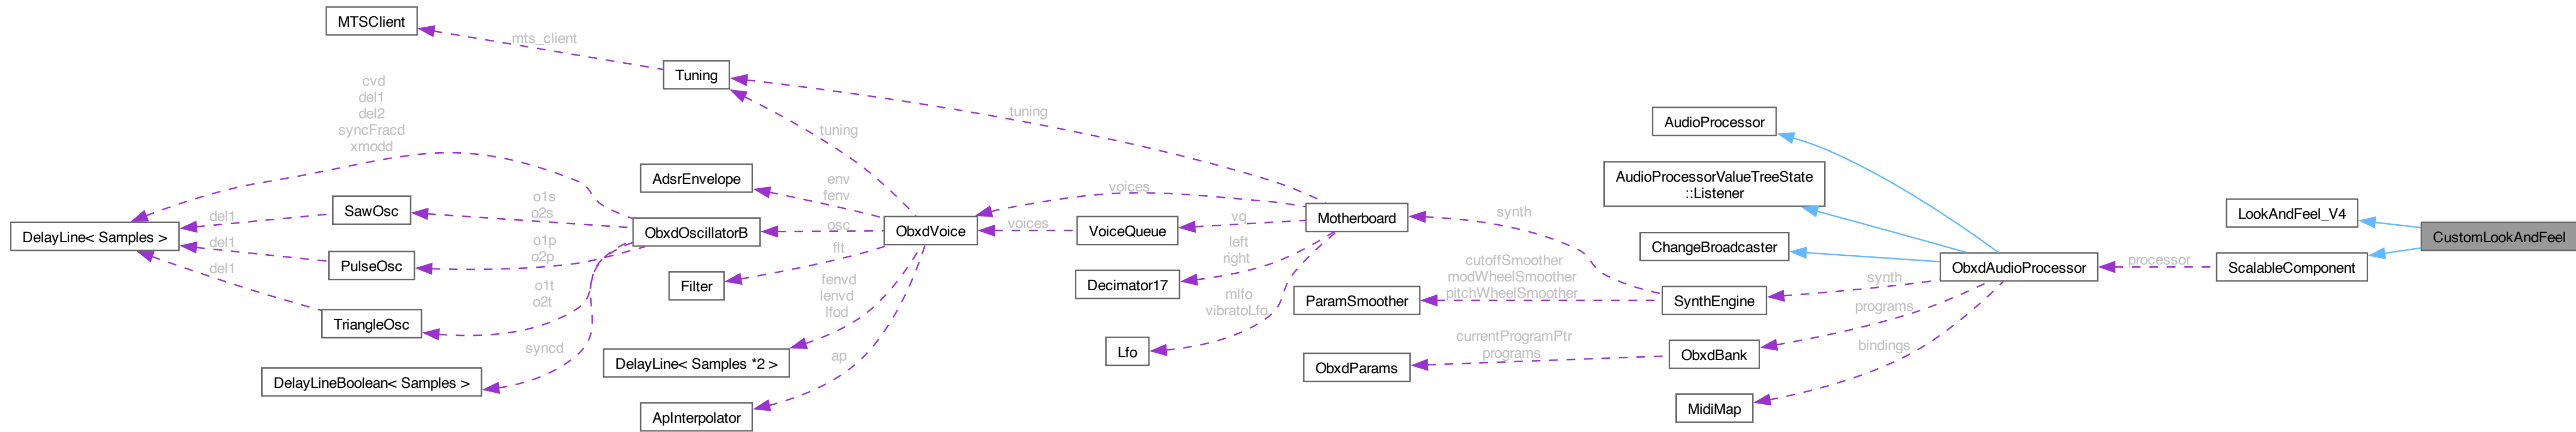 MTSClient
mts_client
Tuning
cvd
del1
del2
syncFracd
xmodd
tuning
tuning
AudioProcessor
AudioProcessorValueTreeState
::Listener
AdsrEnvelope
env
fenv
voices
SawOsc
o1s
o2s
del1
DelayLine< Samples >
ObxdOscillatorB
osc
ObxdVoice
voices
VoiceQueue
vq
Motherboard
synth
LookAndFeel_V4
CustomLookAndFeel
ChangeBroadcaster
del1
PulseOsc
o1p
o2p
flt
Filter
left
right
Decimator17
cutoffSmoother
modWheelSmoother
pitchWheelSmoother
ParamSmoother
SynthEngine
synth
ObxdAudioProcessor
processor
ScalableComponent
del1
TriangleOsc
o1t
o2t
fenvd
lenvd
lfod
mlfo
vibratoLfo
Lfo
programs
syncd
DelayLine< Samples *2 >
ap
currentProgramPtr
programs
ObxdParams
ObxdBank
bindings
DelayLineBoolean< Samples >
ApInterpolator
MidiMap